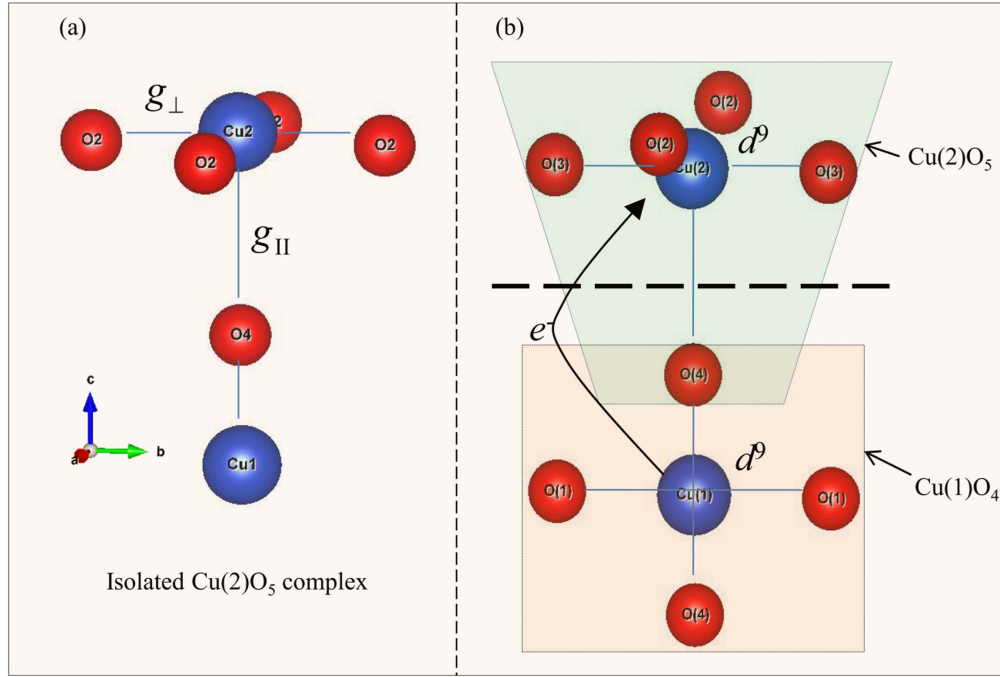 (a)
g⊥
O2
Cu2
2
O2
O2
gII
O4
c
b
a
Cu1
Isolated Cu(2)O5 complex
(b)
O(2)
O(2)
d9
O(3)
Cu(2)
O(3)
Cu(2)O5
e-
O(4)
d9
O(1)
Cu(1)
O(1)
Cu(1)O4
O(4)